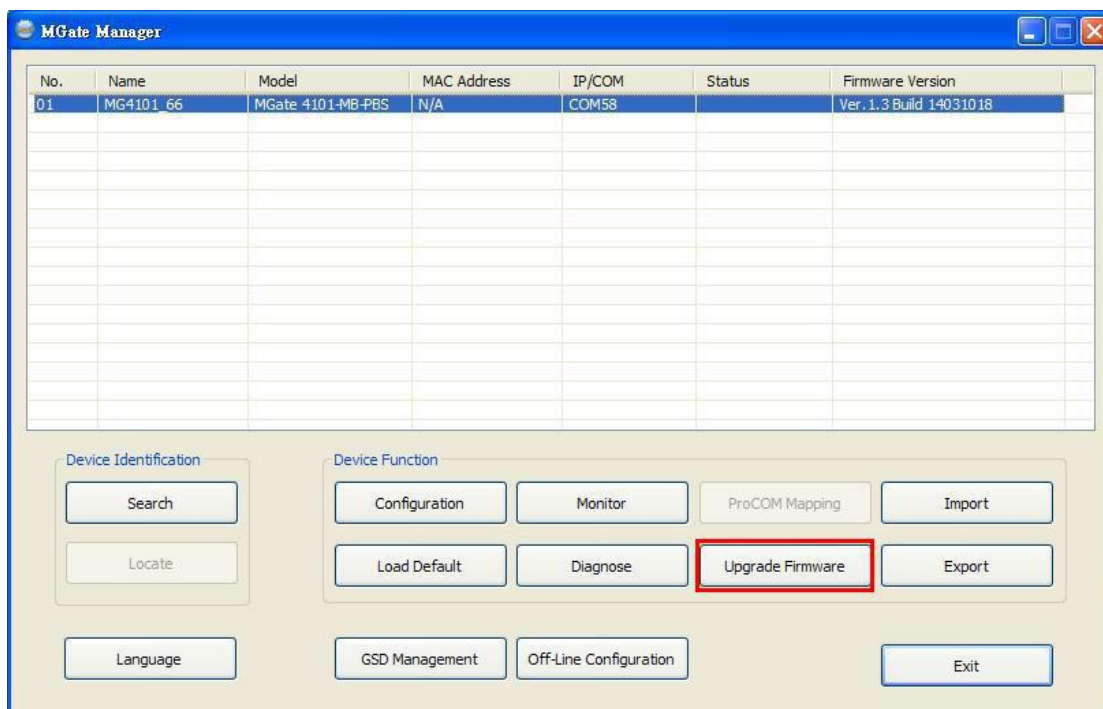 MGate Manager
No. Name Model MAC Address IP/COM Status Firmware Version
01 MG4101_66 MGate 4101-MB-PBS N/A COM58 Ver.1.3 Build 14031018
Device Identification Device Function
Search Configuration Monitor ProCOM Mapping Import
Locate Load Default Diagnose Upgrade Firmware Export
Language GSD Management Off-Line Configuration Exit